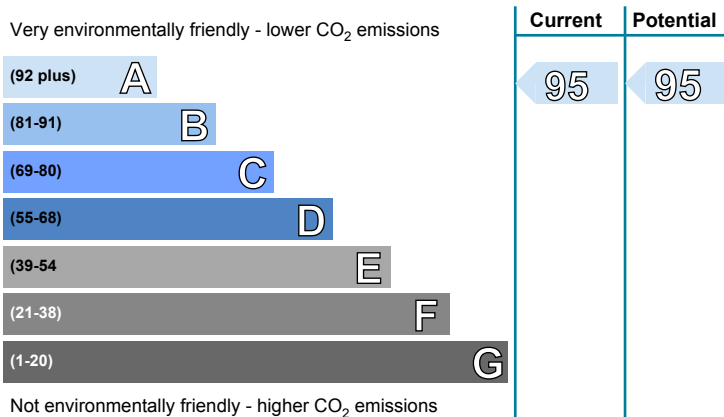 Current Potential
Very environmentally friendly - lower CO₂ emissions
(92 plus) A 95 95
(81-91) B
(69-80) C
(55-68) D
(39-54 E
(21-38) F
(1-20) G
Not environmentally friendly - higher CO₂ emissions